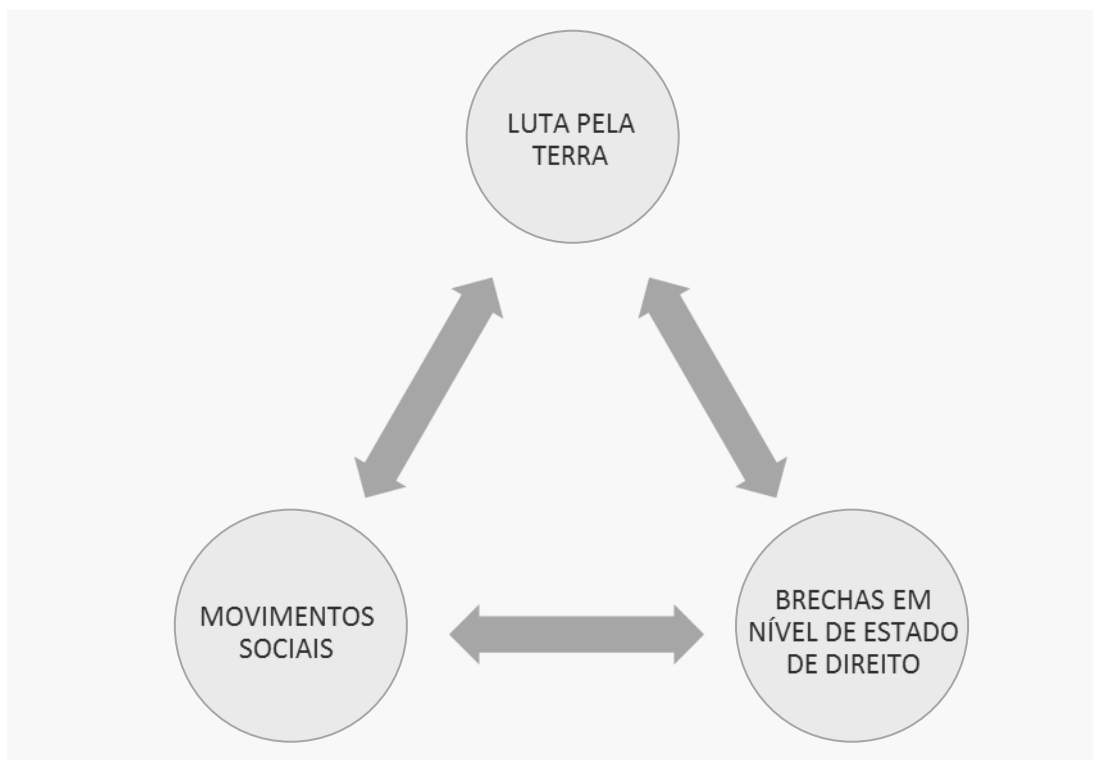 LUTA PELA
TERRA
MOVIMENTOS
SOCIAIS
BRECHAS EM
NÍVEL DE ESTADO
DE DIREITO